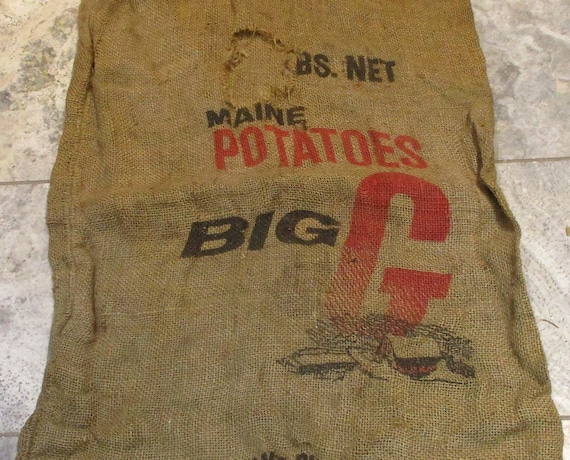 BS. NET
MAINE
POTATOES
BIG G